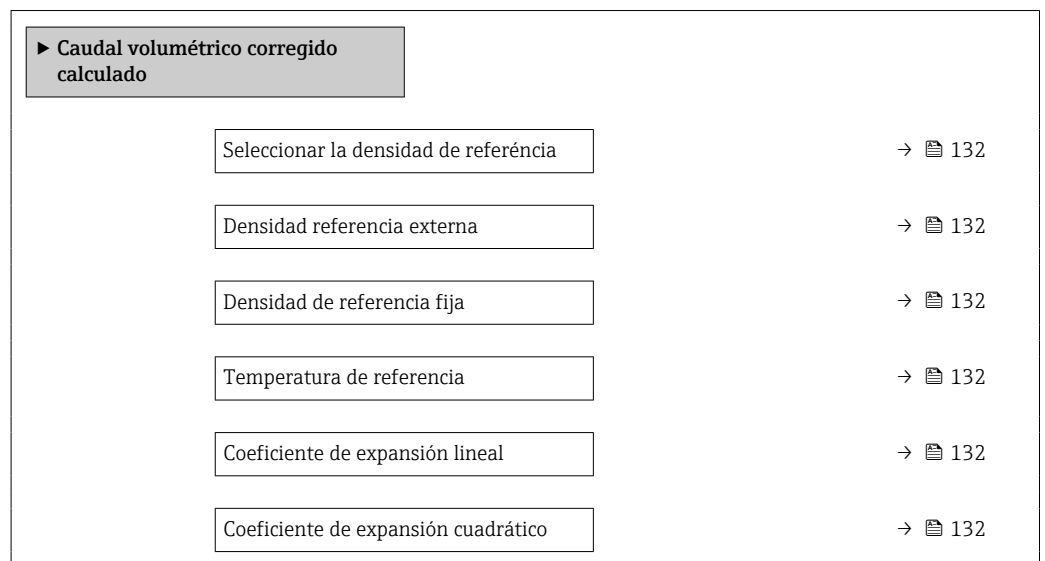 ▶ Caudal volumétrico corregido
calculado
Seleccionar la densidad de referéncia → 132
Densidad referencia externa → 132
Densidad de referencia fija → 132
Temperatura de referencia → 132
Coeficiente de expansión lineal → 132
Coeficiente de expansión cuadrático → 132